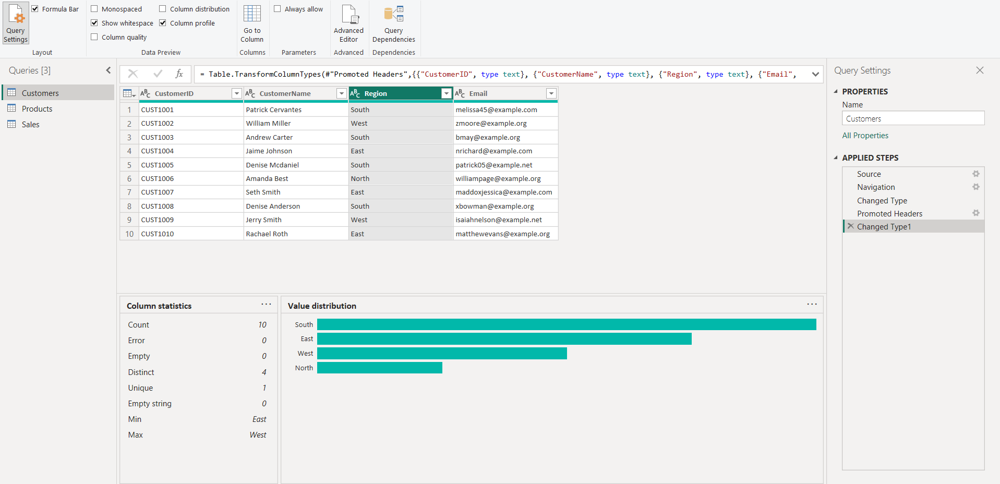 Query Settings
Formula Bar
Layout
Monospaced
Column distribution
Show whitespace
Column profile
Column quality
Data Preview
Go to Column
Columns
Always allow
Parameters
Advanced Editor
Advanced
Query Dependencies
Dependencies
Queries [3]
Customers
Products
Sales
fx
= Table.TransformColumnTypes(#"Promoted Headers",{{"CustomerID", type text}, {"CustomerName", type text}, {"Region", type text}, {"Email",
ABC CustomerID ABC CustomerName ABC Region ABC Email
1 CUST1001 Patrick Cervantes South melissa45@example.com
2 CUST1002 William Miller West zmoore@example.org
3 CUST1003 Andrew Carter South bmay@example.org
4 CUST1004 Jaime Johnson East nrichard@example.com
5 CUST1005 Denise Mcdaniel South patrick05@example.net
6 CUST1006 Amanda Best North williampage@example.org
7 CUST1007 Seth Smith East maddoxjessica@example.com
8 CUST1008 Denise Anderson South xbowman@example.org
9 CUST1009 Jerry Smith West isaiahnelson@example.net
10 CUST1010 Rachael Roth East matthewevans@example.org
Column statistics ...
Count 10
Error 0
Empty 0
Distinct 4
Unique 1
Empty string 0
Min East
Max West
Value distribution ...
South
East
West
North
Query Settings
PROPERTIES
Name
Customers
All Properties
APPLIED STEPS
Source
Navigation
Changed Type
Promoted Headers
Changed Type1